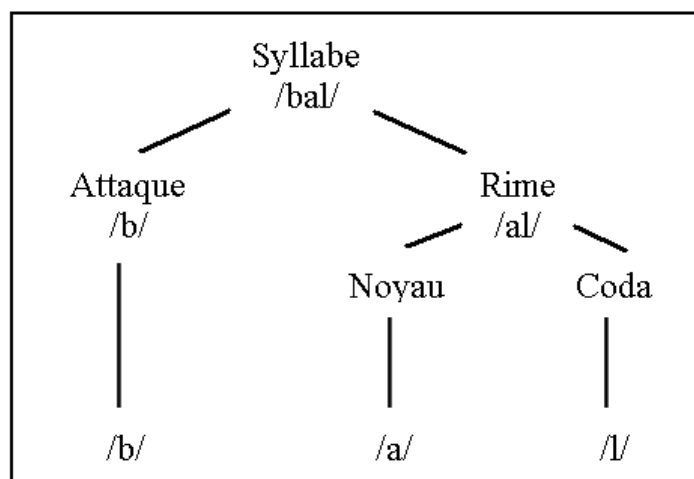 Syllabe
/bal/
Attaque
/b/
Rime
/al/
Noyau
Coda
/b/
/a/
/l/